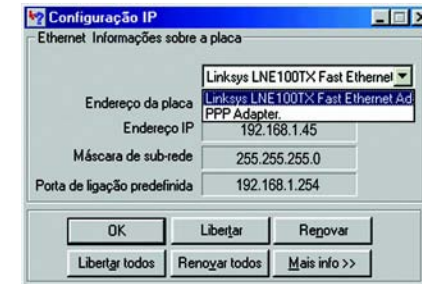 Configuração IP
Ethernet Informações sobre a placa
Linksys LNE100TX Fast Ethernet
Linksys LNE100TX Fast Ethernet Ad
PPP Adapter.
Endereço da placa
Endereço IP 192.168.1.45
Máscara de sub-rede 255.255.255.0
Porta de ligação predefinida 192.168.1.254
OK Libertar Renovar
Libertar todos Renovar todos Mais info >>